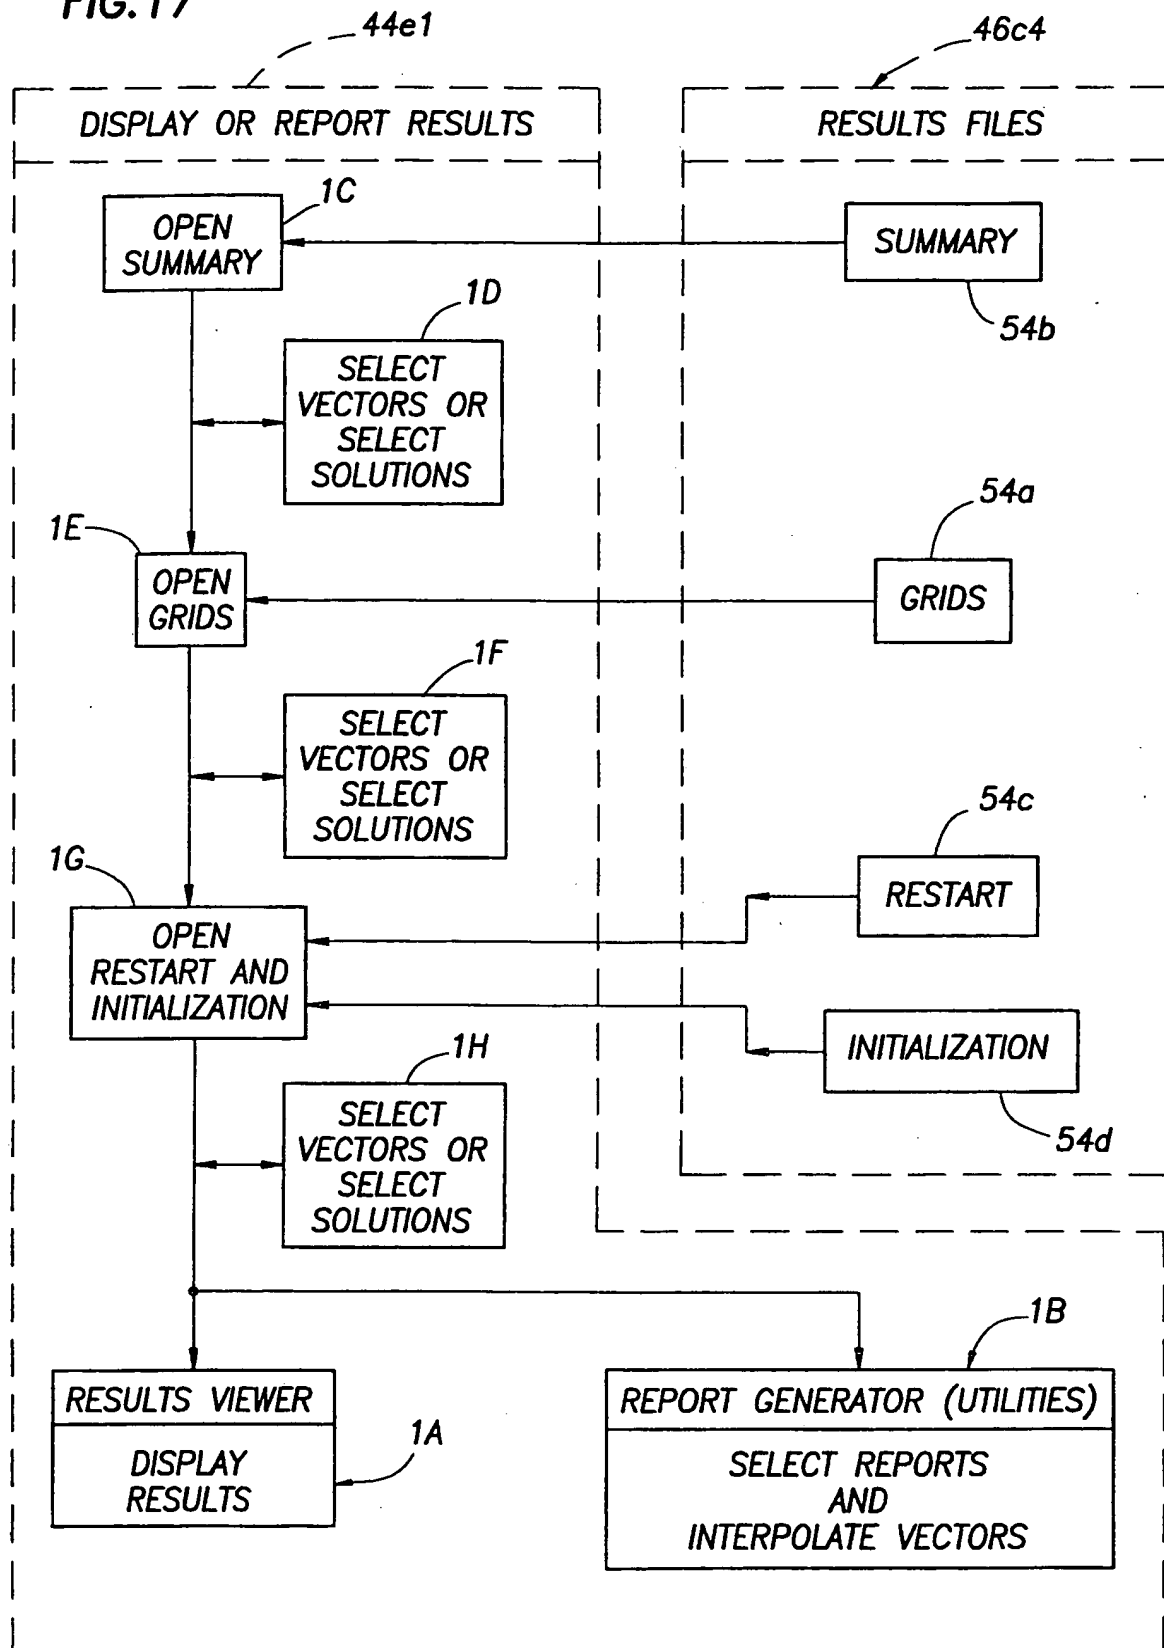 FIG.17
44e1
46c4
DISPLAY OR REPORT RESULTS
RESULTS FILES
1C
OPEN
SUMMARY
SUMMARY
54b
1D
SELECT
VECTORS OR
SELECT
SOLUTIONS
1E
OPEN
GRIDS
54a
GRIDS
1F
SELECT
VECTORS OR
SELECT
SOLUTIONS
1G
OPEN
RESTART AND
INITIALIZATION
54c
RESTART
INITIALIZATION
54d
1H
SELECT
VECTORS OR
SELECT
SOLUTIONS
RESULTS VIEWER
DISPLAY
RESULTS
1A
1B
REPORT GENERATOR (UTILITIES)
SELECT REPORTS
AND
INTERPOLATE VECTORS